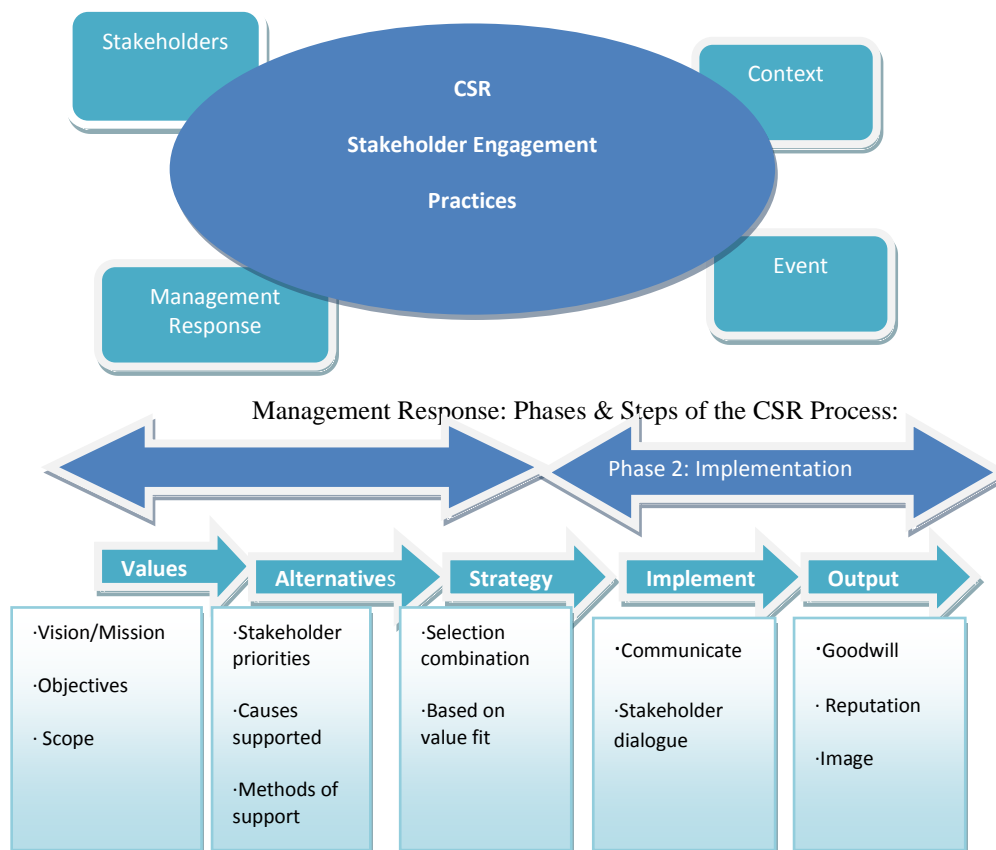 Stakeholders
CSR
Stakeholder Engagement
Practices
Context
Management
Response
Event
Management Response: Phases & Steps of the CSR Process:
Phase 2: Implementation
Values
Alternatives
Strategy
Implement
Output
·Vision/Mission
·Objectives
· Scope
·Stakeholder
priorities
·Causes
supported
·Methods of
support
·Selection
combination
·Based on
value fit
·Communicate
·Stakeholder
dialogue
·Goodwill
· Reputation
·Image